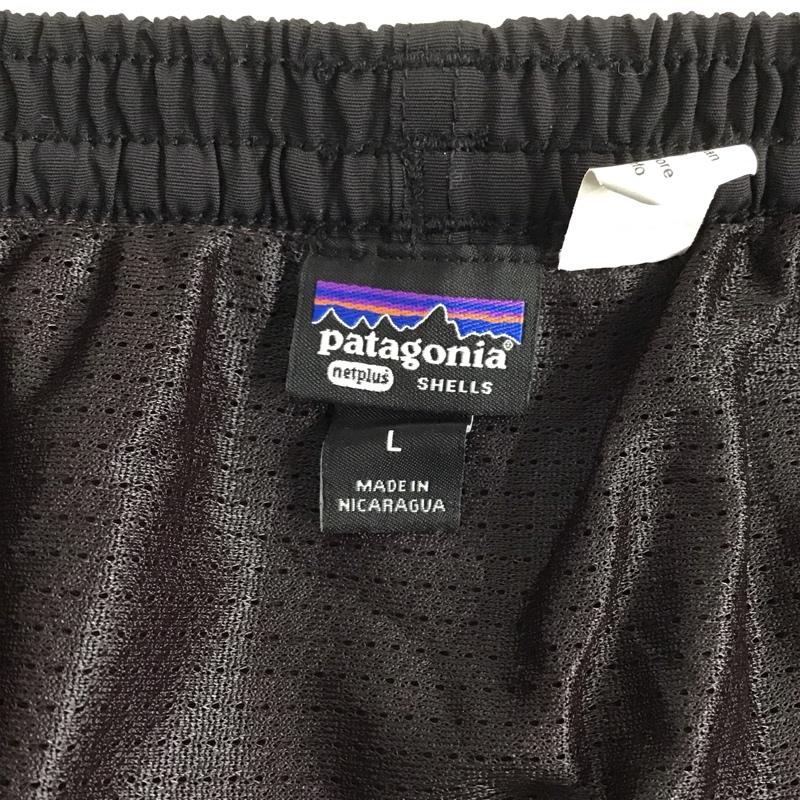 patagonia®
netplus®
SHELLS
L
MADE IN
NICARAGUA